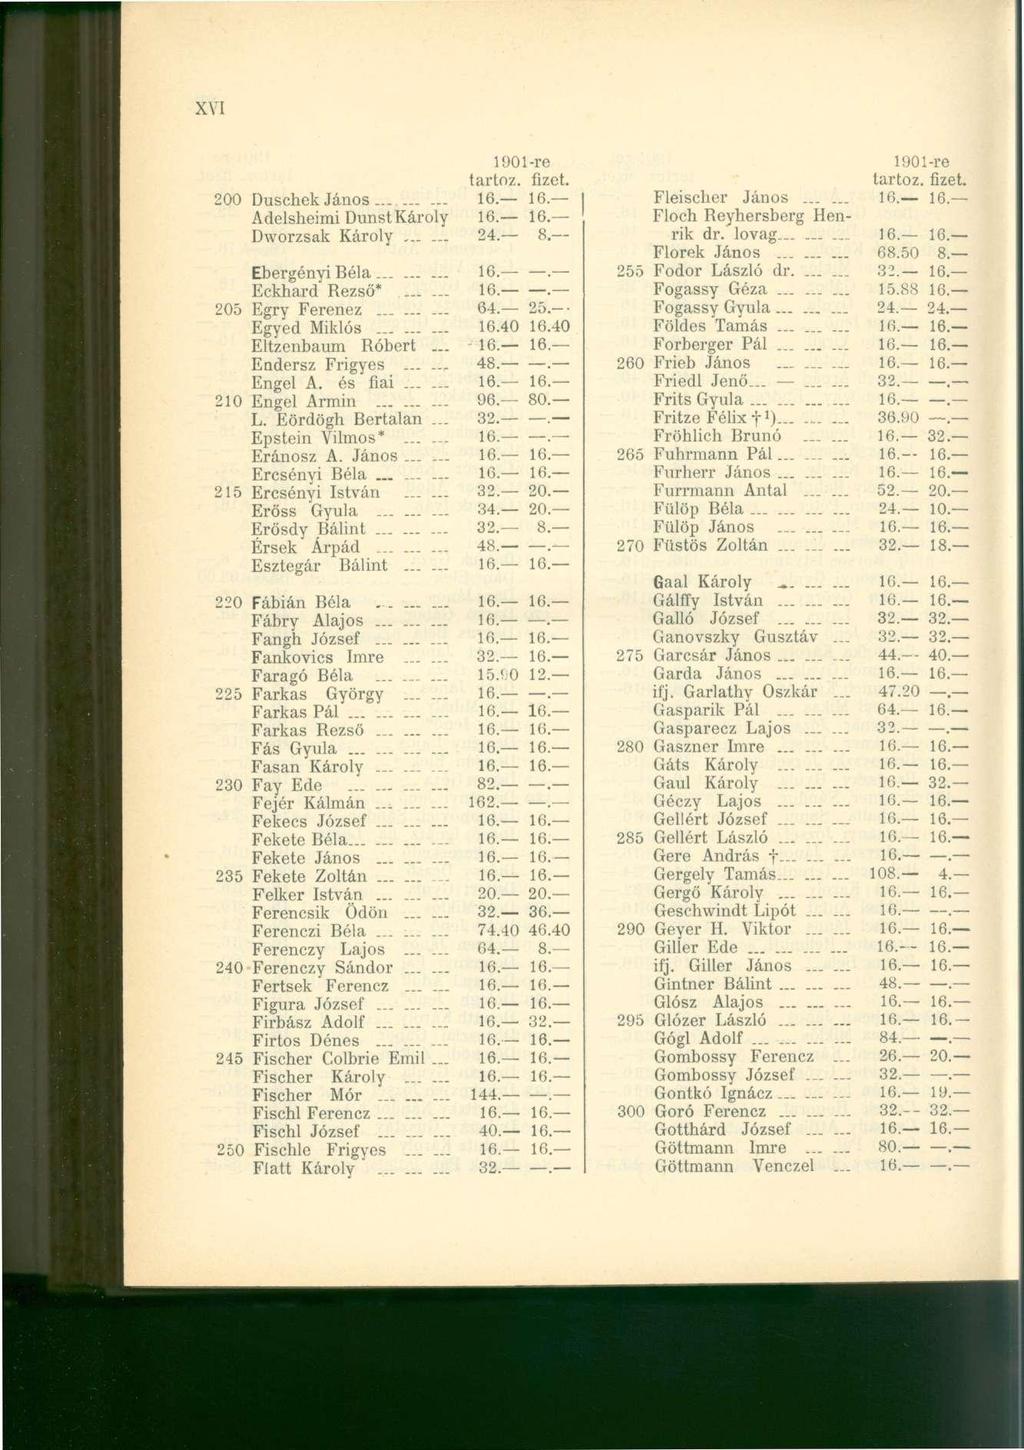 XVI
1901-re
tartoz. fizet.
200 Duschek János 16.— 16.—
Adelsheimi Dunst Károly 16.— 16.—
Dworzsak Károly 24.— 8.—
Ebergényi Béla 16.— —.—
Eckhard Rezső* 16.— —.—
205 Egry Ferenez 64.— 25.—
Egyed Miklós 16.40 16.40
Eltzenbaum Róbert 16.— 16.—
Endersz Frigyes 48.— —.—
Engel A. és fiai 16.— 16.—
210 Engel Armin 96.— 80.—
L. Eördögh Bertalan 32.— —.—
Epstein Vilmos* 16.— —.—
Eránosz A. János 16.— 16.—
Ercsényi Béla 16.— 16.—
215 Ercsényi István 32.— 20.—
Erőss Gyula 34.— 20.—
Erősdy Bálint 32.— 8.—
Érsek Árpád 48.— —.—
Esztegár Bálint 16.— 16.—
220 Fábián Béla 16.— 16.—
Fábry Alajos 16.— —.—
Fangh József 16.— 16.—
Fankovics Imre 32.— 16.—
Faragó Béla 15.90 12.—
225 Farkas György 16.— —.—
Farkas Pál 16.— 16.—
Farkas Rezső 16.— 16.—
Fás Gyula 16.— 16.—
Fasan Károly 16.— 16.—
230 Fay Ede 82.— —.—
Fejér Kálmán 162.— —.—
Fekecs József 16.— 16.—
Fekete Béla 16.— 16.—
Fekete János 16.— 16.—
235 Fekete Zoltán 16.— 16.—
Felker István 20.— 20.—
Ferencsik Ödön 32.— 36.—
Ferenczi Béla 74.40 46.40
Ferenczy Lajos 64.— 8.—
240 Ferenczy Sándor 16.— 16.—
Fertsek Ferencz 16.— 16.—
Figura József 16.— 16.—
Firbász Adolf 16.— 32.—
Firtos Dénes 16.— 16.—
245 Fischer Colbrie Emil 16.— 16.—
Fischer Károly 16.— 16.—
Fischer Mór 144.— —.—
Fischl Ferencz 16.— 16.—
Fischl József 40.— 16.—
250 Fischle Frigyes 16.— 16.—
Flatt Károly 32.— —.—
1901-re
tartoz. fizet.
Fleischer János 16.— 16.—
Floch Reyhersberg Hen-
rik dr. lovag 16.— 16.—
Florek János 68.50 8.—
255 Fodor László dr. 32.— 16.—
Fogassy Géza 15.88 16.—
Fogassy Gyula 24.— 24.—
Földes Tamás 16.— 16.—
Forberger Pál 16.— 16.—
260 Frieb János 16.— 16.—
Friedl Jenő 32.— —.—
Frits Gyula 16.— —.—
Fritze Félix †¹) 36.90 —.—
Fröhlich Brunó 16.— 32.—
265 Fuhrmann Pál 16.— 16.—
Furherr János 16.— 16.—
Furrmann Antal 52.— 20.—
Fülöp Béla 24.— 10.—
Fülöp János 16.— 16.—
270 Füstös Zoltán 32.— 18.—
Gaal Károly 16.— 16.—
Gálffy István 16.— 16.—
Galló József 32.— 32.—
Ganovszky Gusztáv 32.— 32.—
275 Garcsár János 44.— 40.—
Garda János 16.— 16.—
ifj. Garlathy Oszkár 47.20 —.—
Gasparik Pál 64.— 16.—
Gasparecz Lajos 32.— —.—
280 Gaszner Imre 16.— 16.—
Gáts Károly 16.— 16.—
Gaul Károly 16.— 32.—
Géczy Lajos 16.— 16.—
Gellért József 16.— 16.—
285 Gellért László 16.— 16.—
Gere András † 16.— —.—
Gergely Tamás 108.— 4.—
Gergő Károly 16.— 16.—
Geschwindt Lipót 16.— —.—
290 Geyer H. Viktor 16.— 16.—
Giller Ede 16.— 16.—
ifj. Giller János 16.— 16.—
Gintner Bálint 48.— —.—
Glósz Alajos 16.— 16.—
295 Glózer László 16.— 16.—
Gógl Adolf 84.— —.—
Gombossy Ferencz 26.— 20.—
Gombossy József 32.— —.—
Gontkó Ignácz 16.— 19.—
300 Goró Ferencz 32.— 32.—
Gotthárd József 16.— 16.—
Göttmann Imre 80.— —.—
Göttmann Venczel 16.— —.—